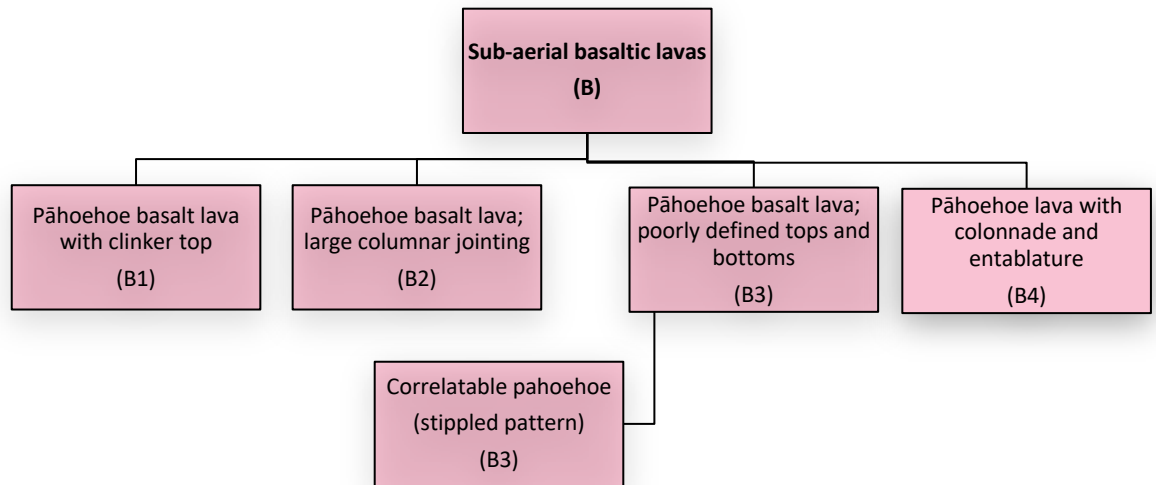 Sub-aerial basaltic lavas
(B)
Pāhoehoe basalt lava
with clinker top
(B1)
Pāhoehoe basalt lava;
large columnar jointing
(B2)
Pāhoehoe basalt lava;
poorly defined tops and
bottoms
(B3)
Pāhoehoe lava with
colonnade and
entablature
(B4)
Correlatable pahoehoe
(stippled pattern)
(B3)